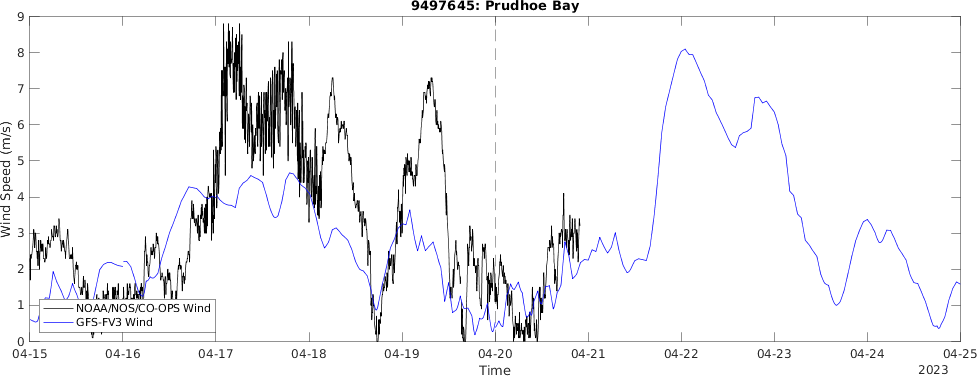 9497645: Prudhoe Bay
9
8
7
6
5
4
3
2
1
0
Wind Speed (m/s)
NOAA/NOS/CO-OPS Wind
GFS-FV3 Wind
04-15 04-16 04-17 04-18 04-19 04-20 04-21 04-22 04-23 04-24 04-25
Time
2023